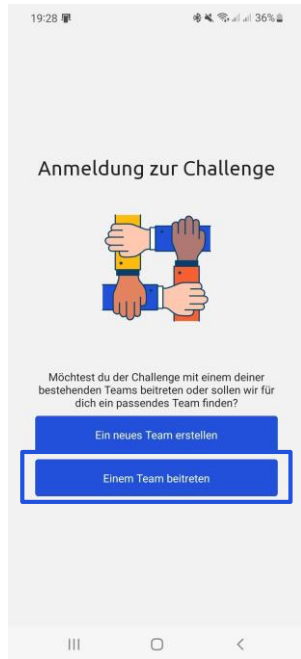 19:28 36%
Anmeldung zur Challenge
Möchtest du der Challenge mit einem deiner
bestehenden Teams beitreten oder sollen wir für
dich ein passendes Team finden?
Ein neues Team erstellen
Einem Team beitreten